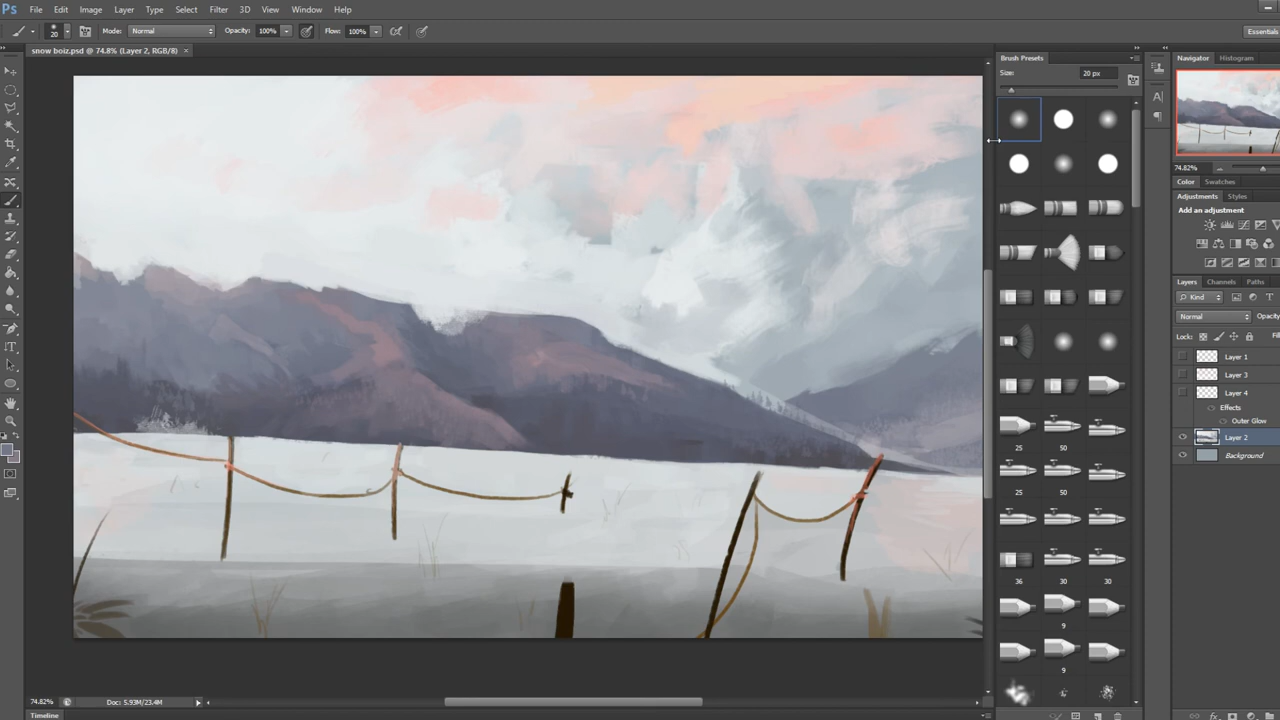 Ps File Edit Image Layer Type Select Filter 3D View Window Help
20 Mode: Normal Opacity: 100% Flow: 100% Essentials
snow boiz.psd @ 74.8% (Layer 2, RGB/8) ×
Brush Presets
Size: 20 px
25 50
25 50
36 30 30
9
9
Navigator Histogram
74.82%
Color Swatches
Adjustments Styles
Add an adjustment
Layers Channels Paths
Kind
Normal Opacity
Lock:
Layer 1
Layer 3
Layer 4
Effects
Outer Glow
Layer 2
Background
74.82% Doc: 5.93M/23.4M
Timeline